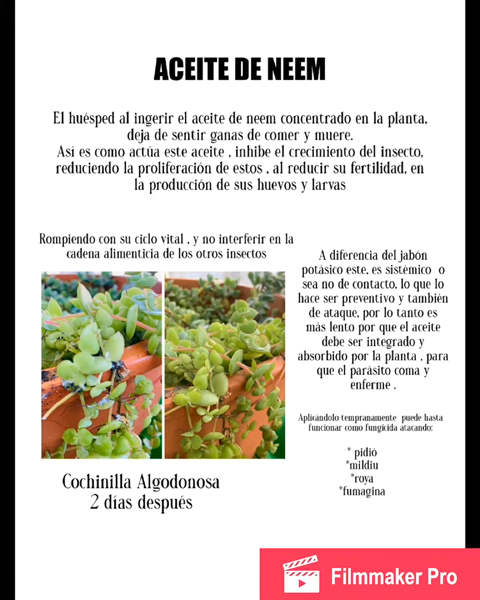 ACEITE DE NEEM
El huésped al ingerir el aceite de neem concentrado en la planta,
deja de sentir ganas de comer y muere.
Así es como actúa este aceite , inhibe el crecimiento del insecto,
reduciendo la proliferación de estos , al reducir su fertilidad, en
la producción de sus huevos y larvas
Rompiendo con su ciclo vital , y no interferir en la
cadena alimenticia de los otros insectos
A diferencia del jabón
potásico este, es sistémico  o
sea no de contacto, lo que lo
hace ser preventivo y también
de ataque, por lo tanto es
más lento por que el aceite
debe ser integrado y
absorbido por la planta , para
que el parásito coma y
enferme .
Aplicándolo tempranamente  puede hasta
funcionar como fungicida atacando:
* pidió
*mildiu
*roya
*fumagina
Cochinilla Algodonosa
2 días después
Filmmaker Pro